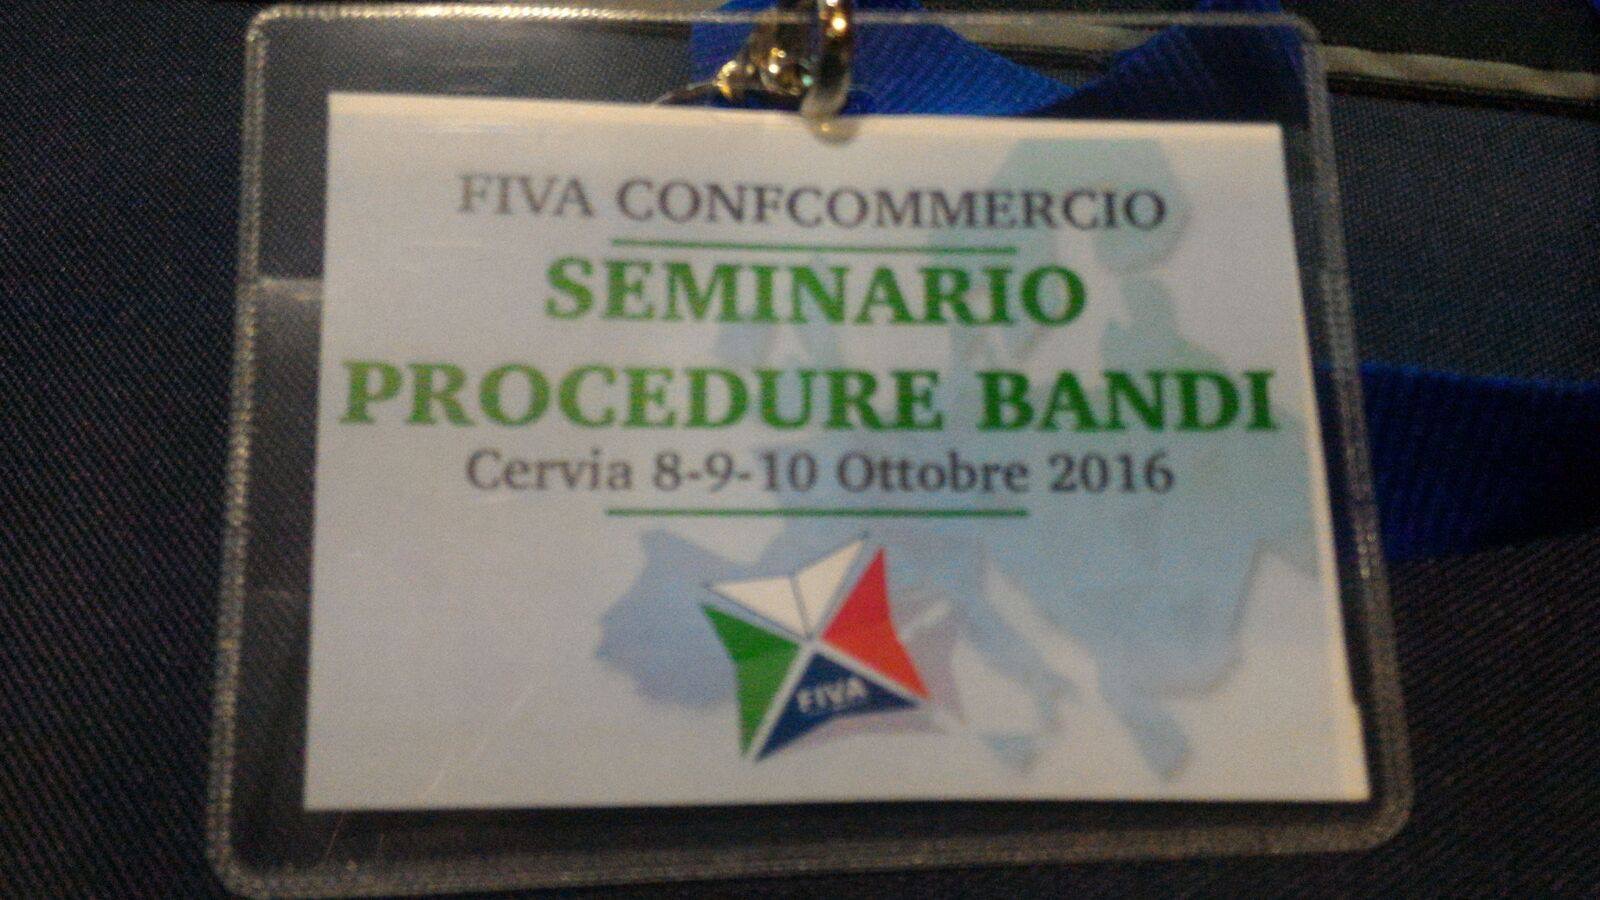 FIVA CONFCOMMERCIO
SEMINARIO
PROCEDURE BANDI
Cervia 8-9-10 Ottobre 2016
FIVA